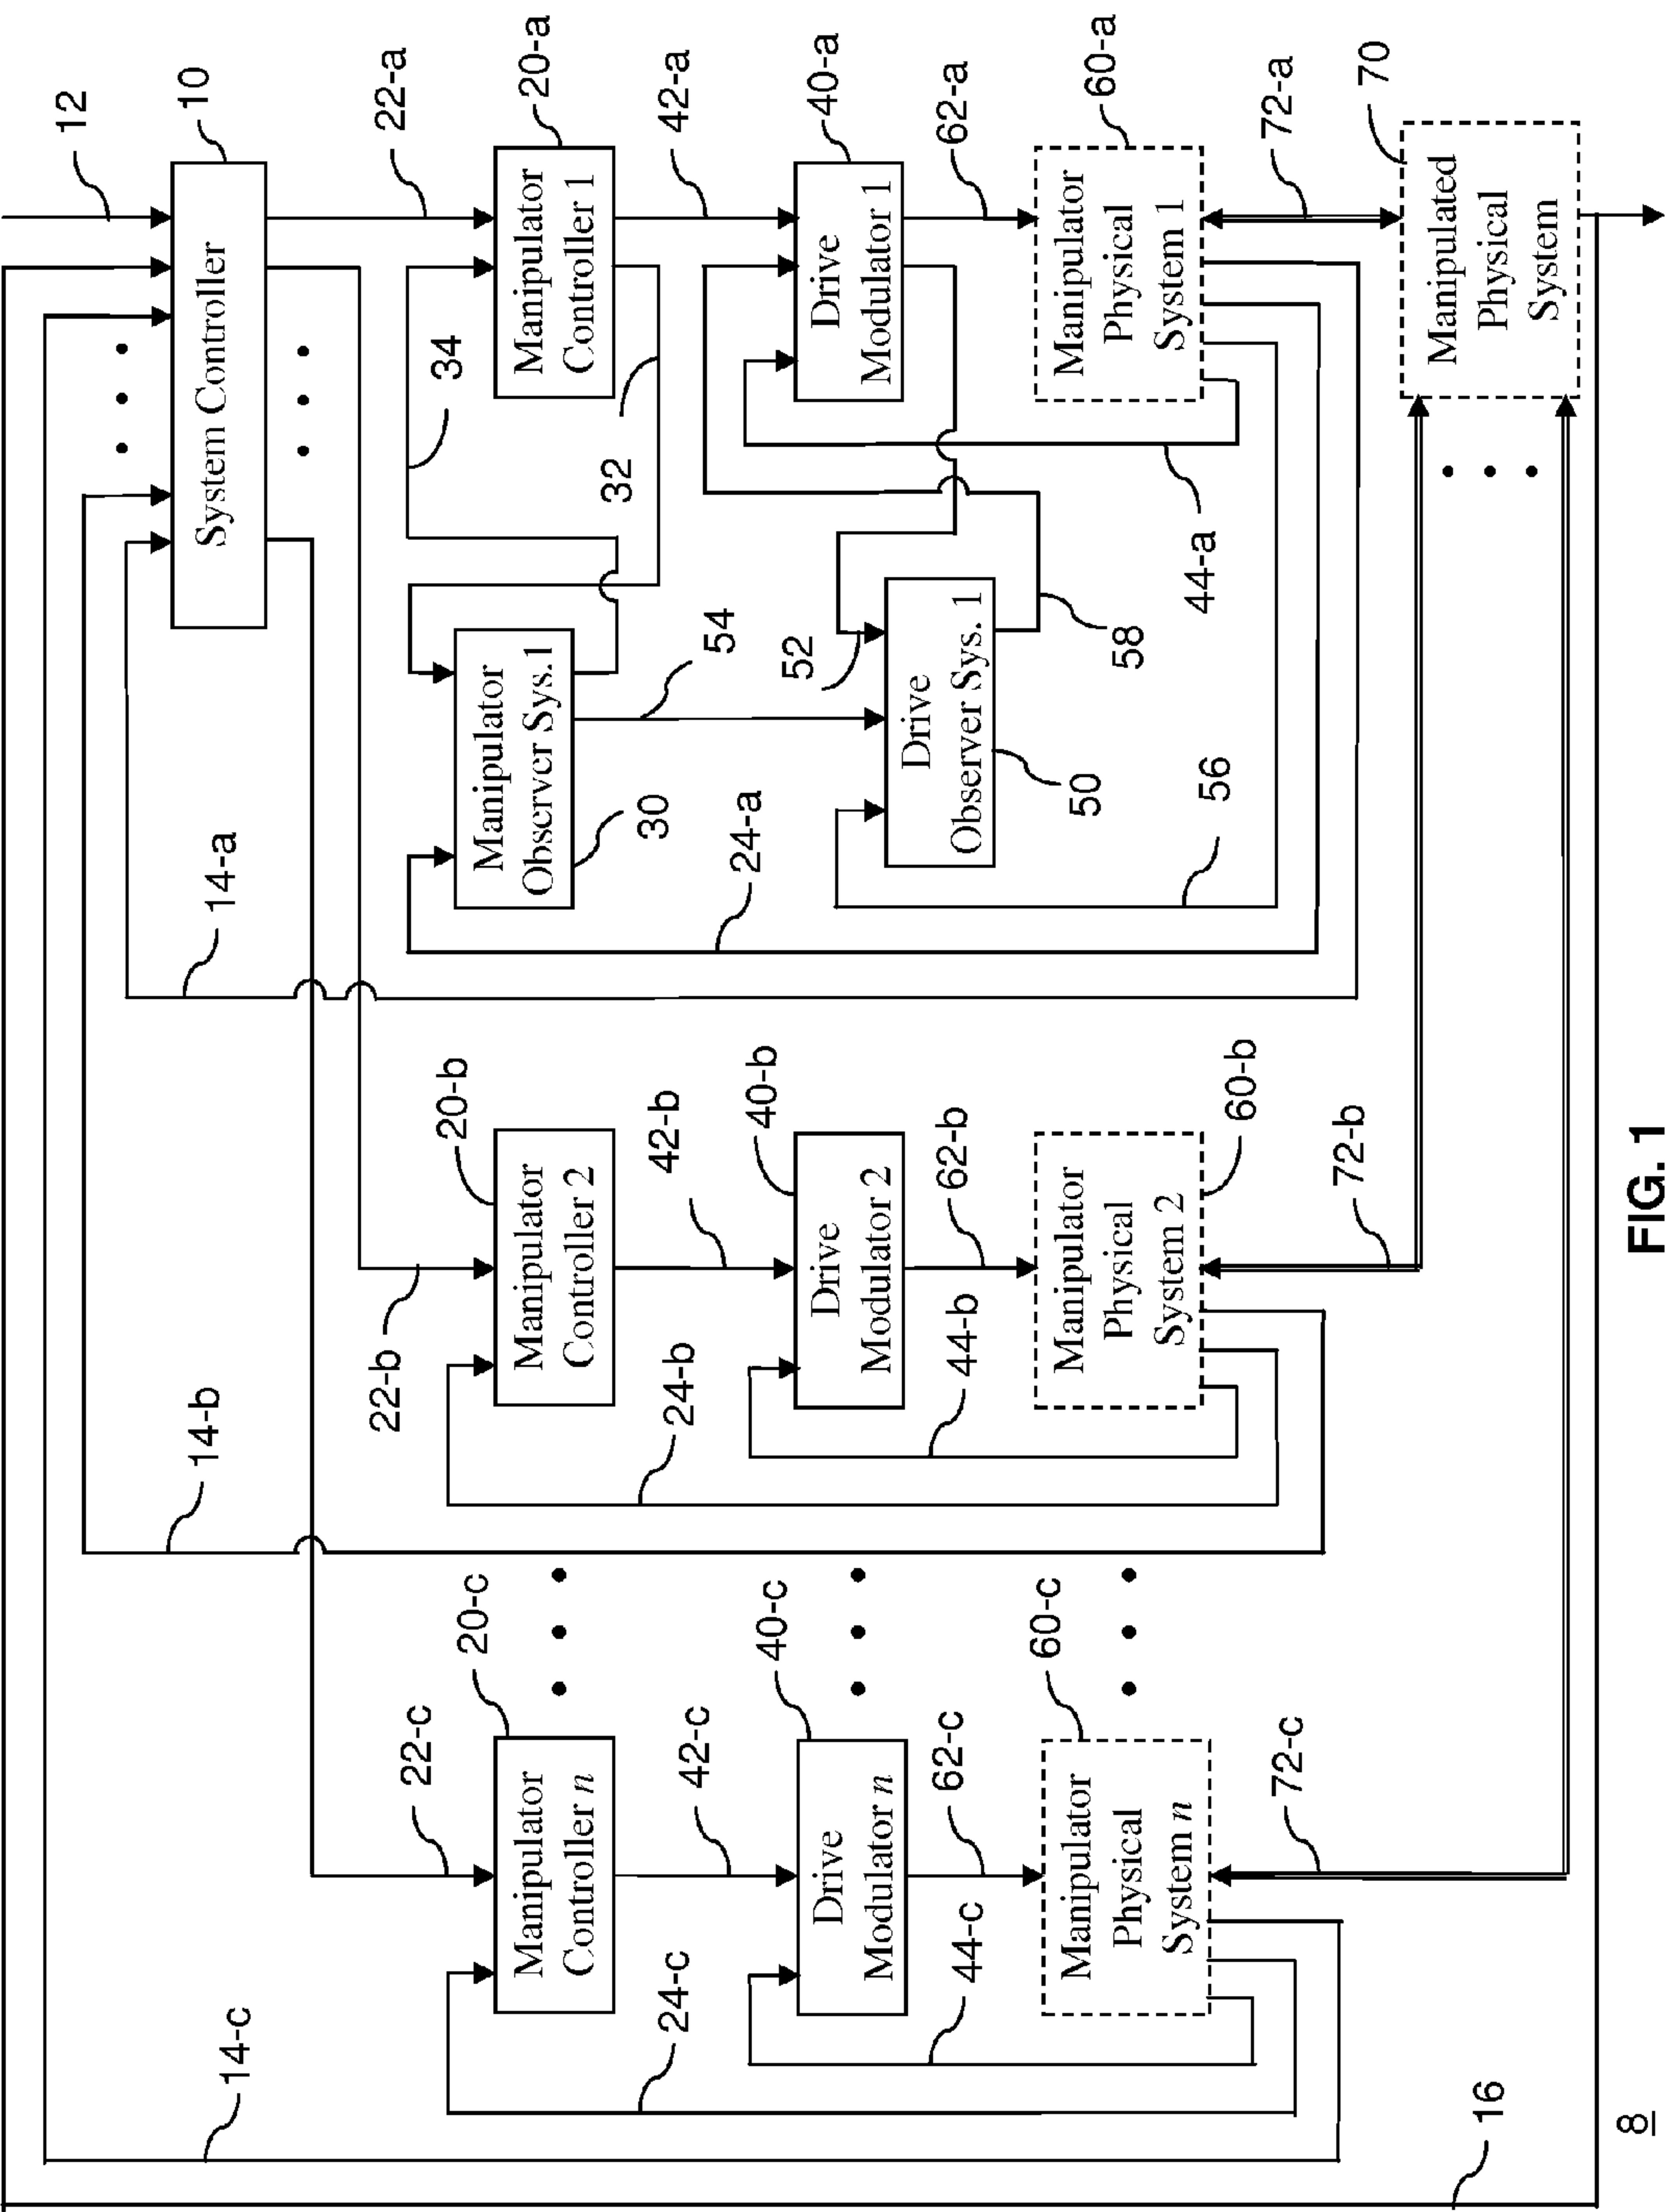 12
10
System Controller
22-a
20-a
Manipulator
Controller 1
34
32
42-a
40-a
Drive
Modulator 1
62-a
60-a
Manipulator
Physical
System 1
72-a
70
Manipulated
Physical
System
44-a
Manipulator
Observer Sys.1
30
54
52
Drive
Observer Sys. 1
50
58
56
24-a
14-a
20-b
Manipulator
Controller 2
22-b
42-b
40-b
Drive
Modulator 2
62-b
60-b
Manipulator
Physical
System 2
72-b
24-b
44-b
14-b
20-c
Manipulator
Controller n
22-c
42-c
40-c
Drive
Modulator n
62-c
60-c
Manipulator
Physical
System n
72-c
24-c
44-c
14-c
16
8
FIG. 1